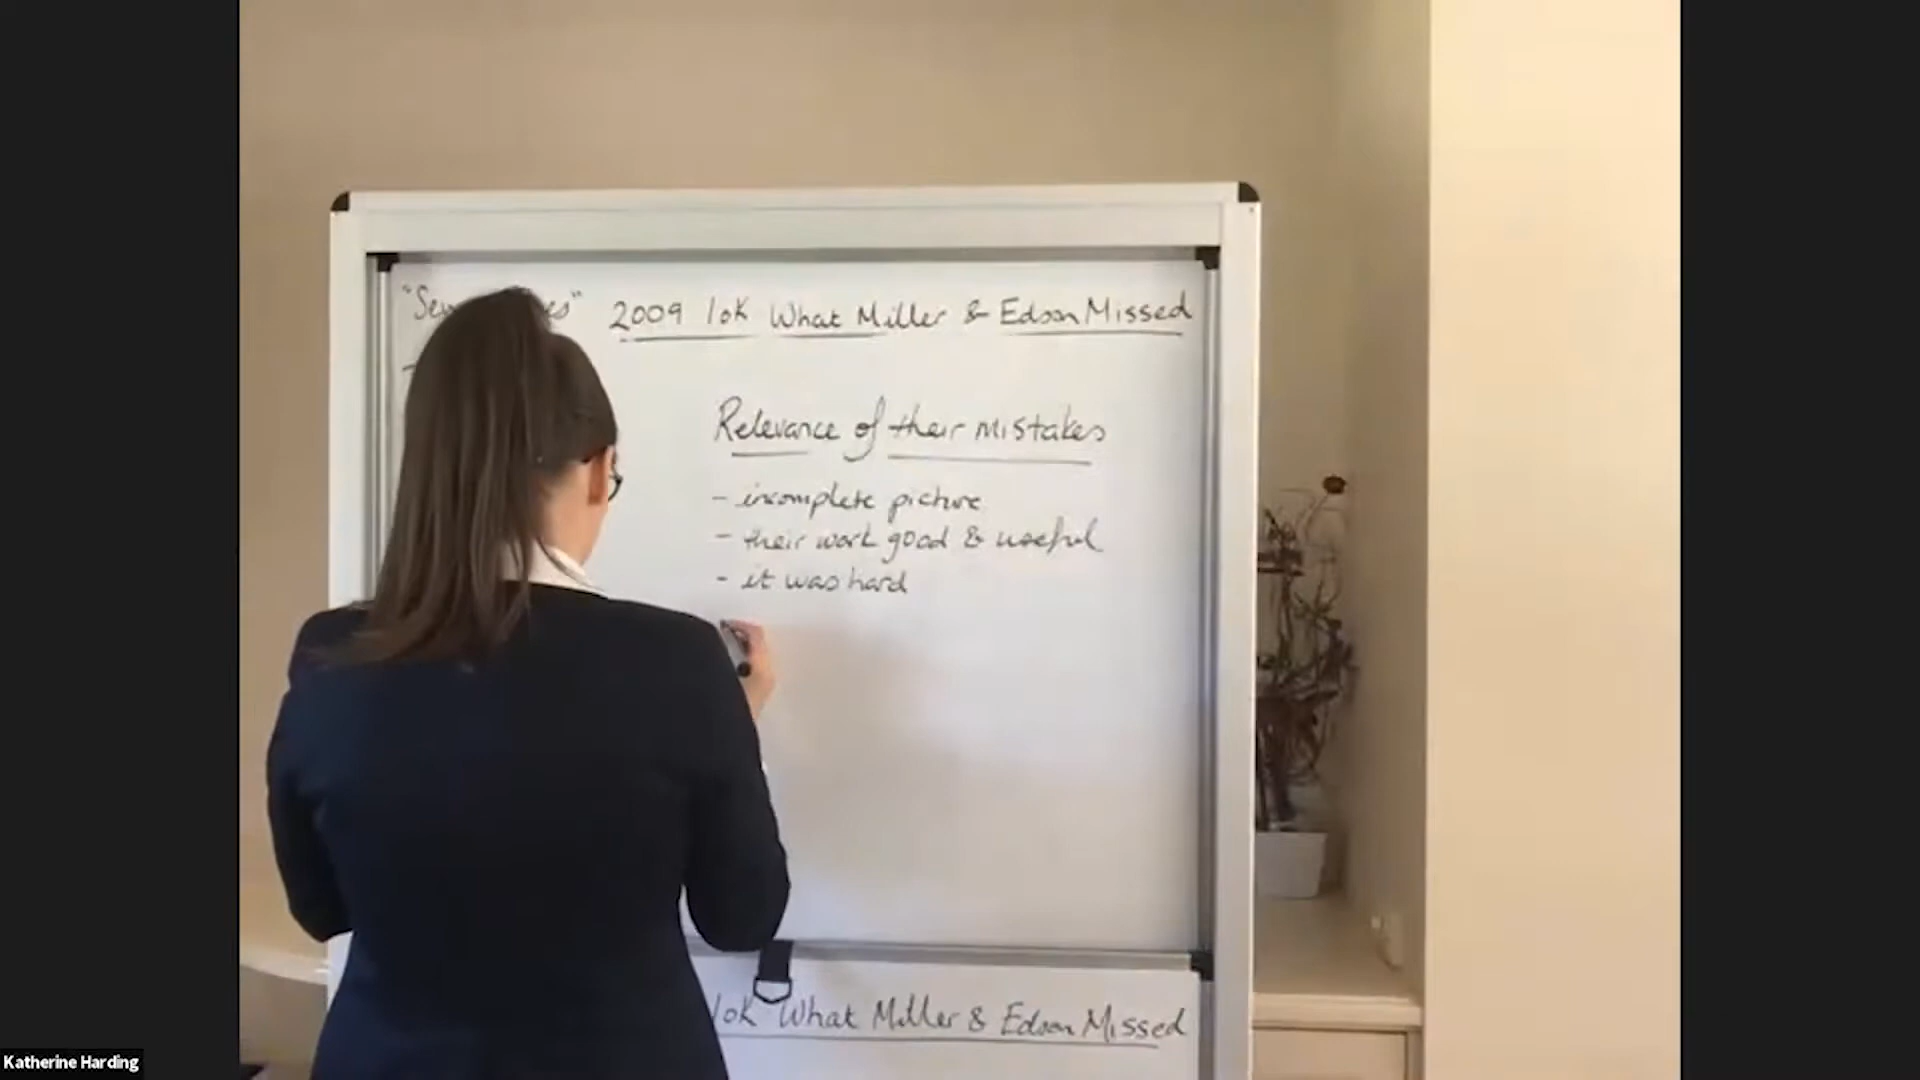 2009 10K What Miller & Edson Missed
Relevance of their mistakes
- incomplete picture
- their work good & useful
- it was hard
10K What Miller & Edson Missed
Katherine Harding